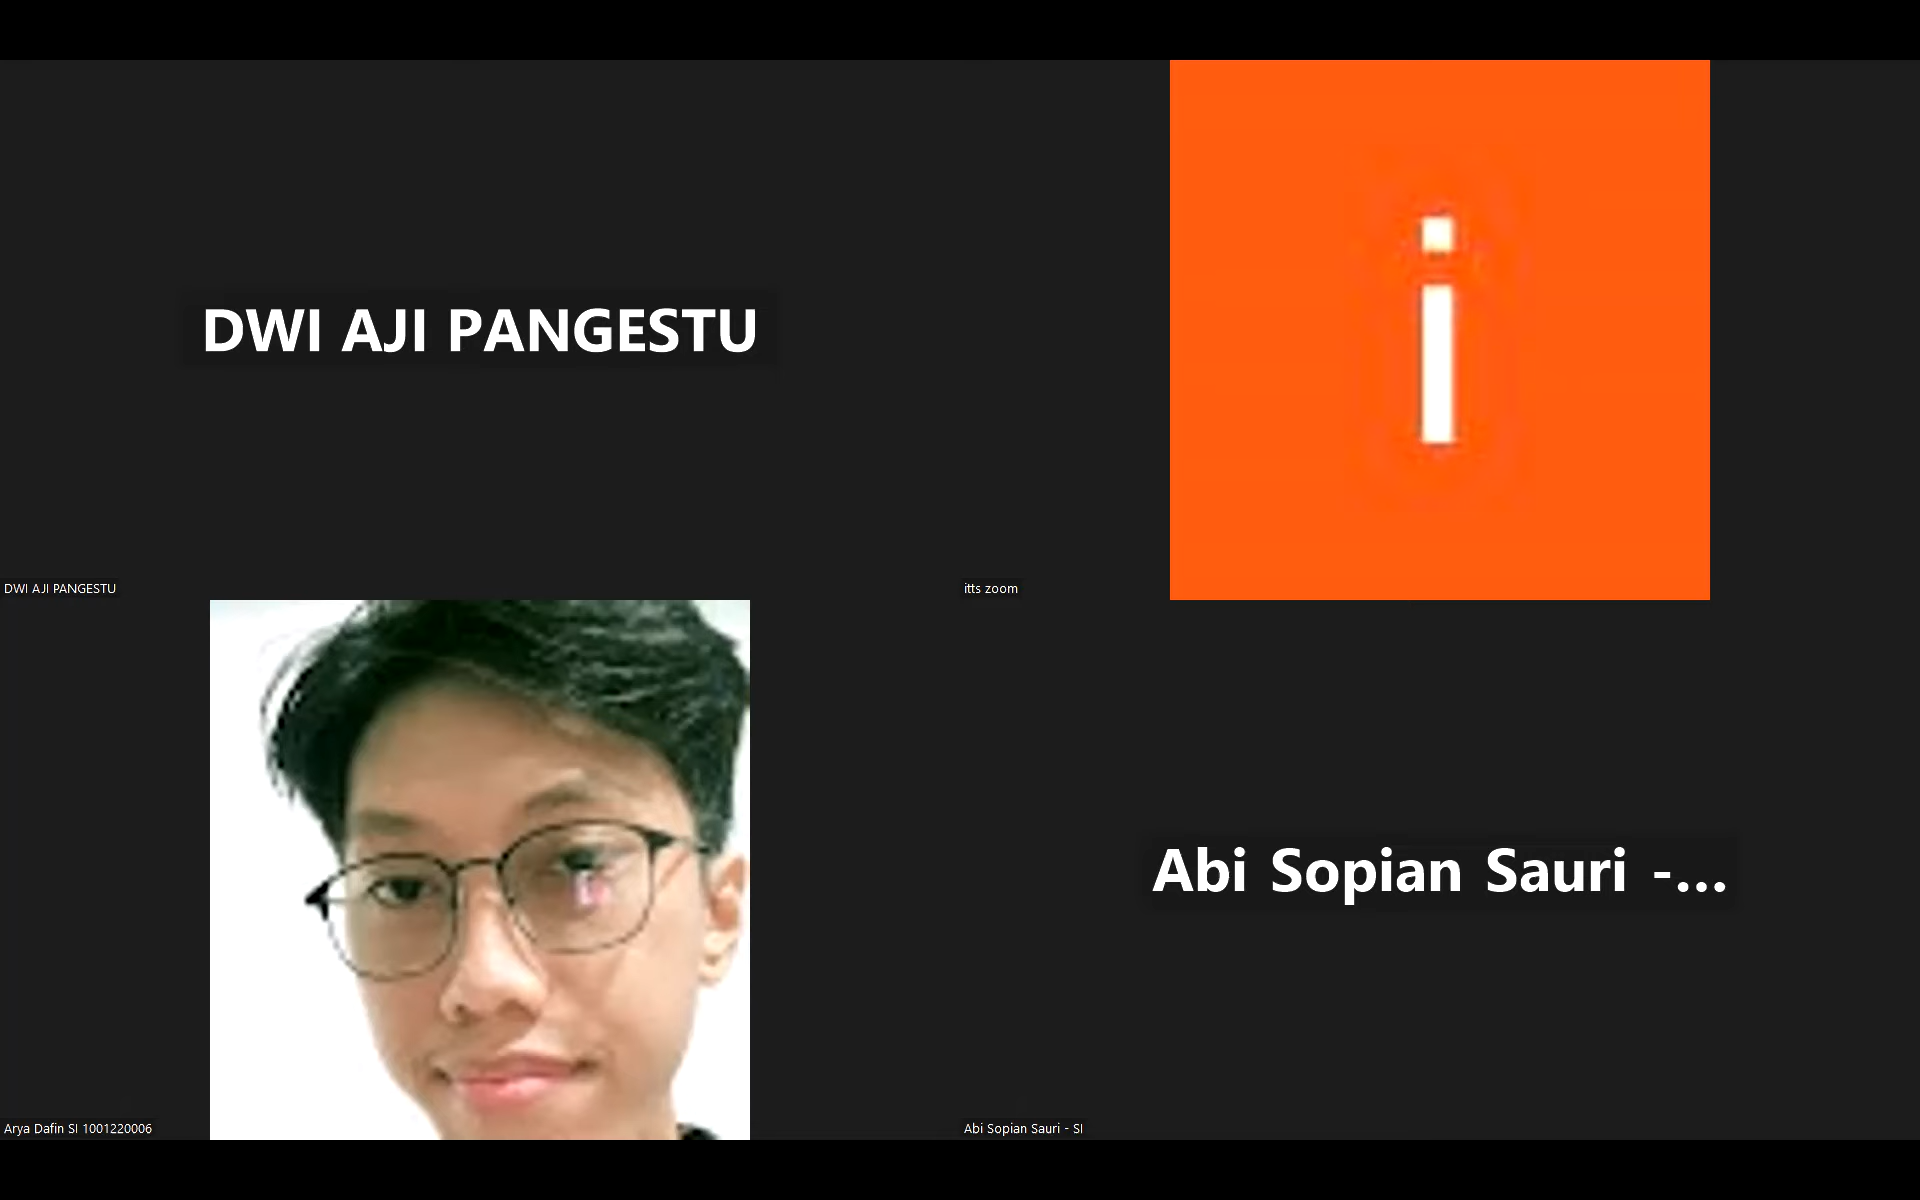 DWI AJI PANGESTU
i
DWI AJI PANGESTU
itts zoom
Abi Sopian Sauri -...
Arya Dafin SI 1001220006
Abi Sopian Sauri - SI